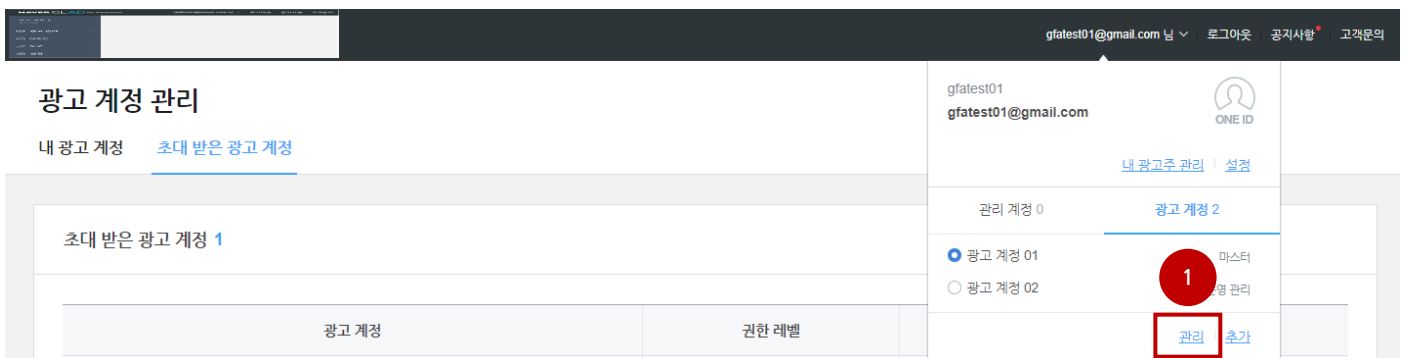 NAVER GLAD
gfatest01@gmail.com 님 로그아웃 공지사항 고객문의
광고 계정 관리
내 광고 계정 초대 받은 광고 계정
초대 받은 광고 계정 1
광고 계정 권한 레벨
gfatest01
gfatest01@gmail.com
ONE ID
내 광고주 관리 설정
관리 계정 0 광고 계정 2
광고 계정 01 마스터
광고 계정 02 관리
1
관리 추가